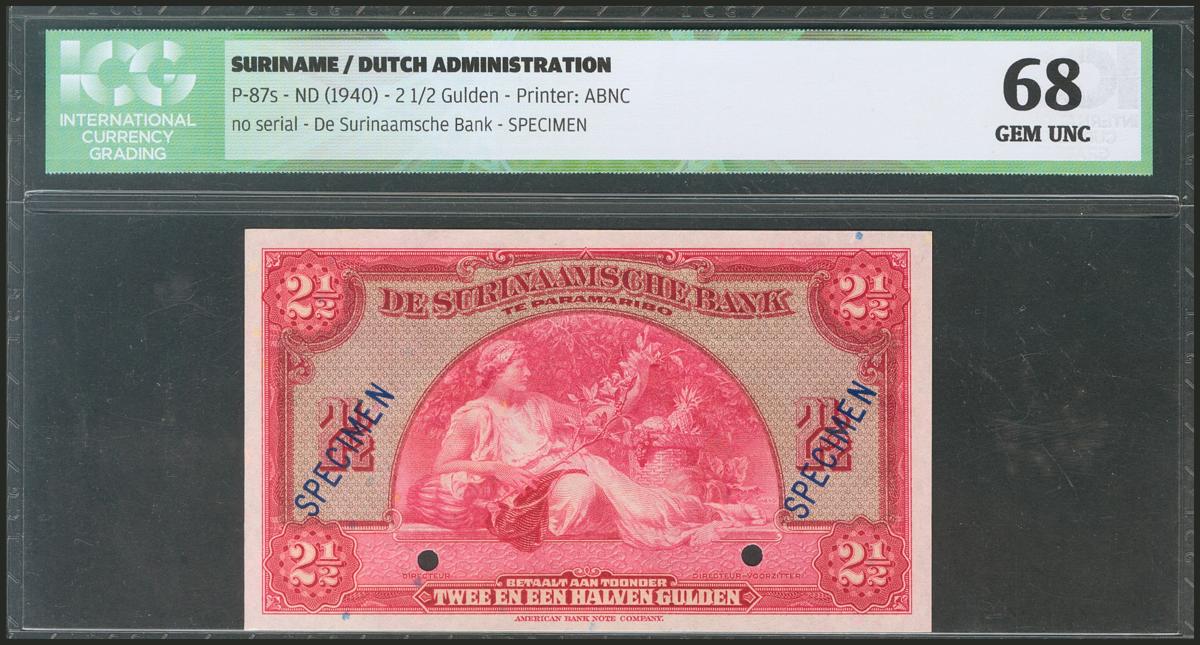 ICG
INTERNATIONAL
CURRENCY
GRADING
SURINAME / DUTCH ADMINISTRATION
P-87s - ND (1940) - 2 1/2 Gulden - Printer: ABNC
no serial - De Surinaamsche Bank - SPECIMEN
68
GEM UNC
2½ 2½
DE SURINAAMSCHE BANK
TE PARAMARIBO
SPECIMEN SPECIMEN
2½ 2½
DIRECTEUR DIRECTEUR-VOORZITTER
BETAALT AAN TOONDER
TWEE EN EEN HALVEN GULDEN
AMERICAN BANK NOTE COMPANY.